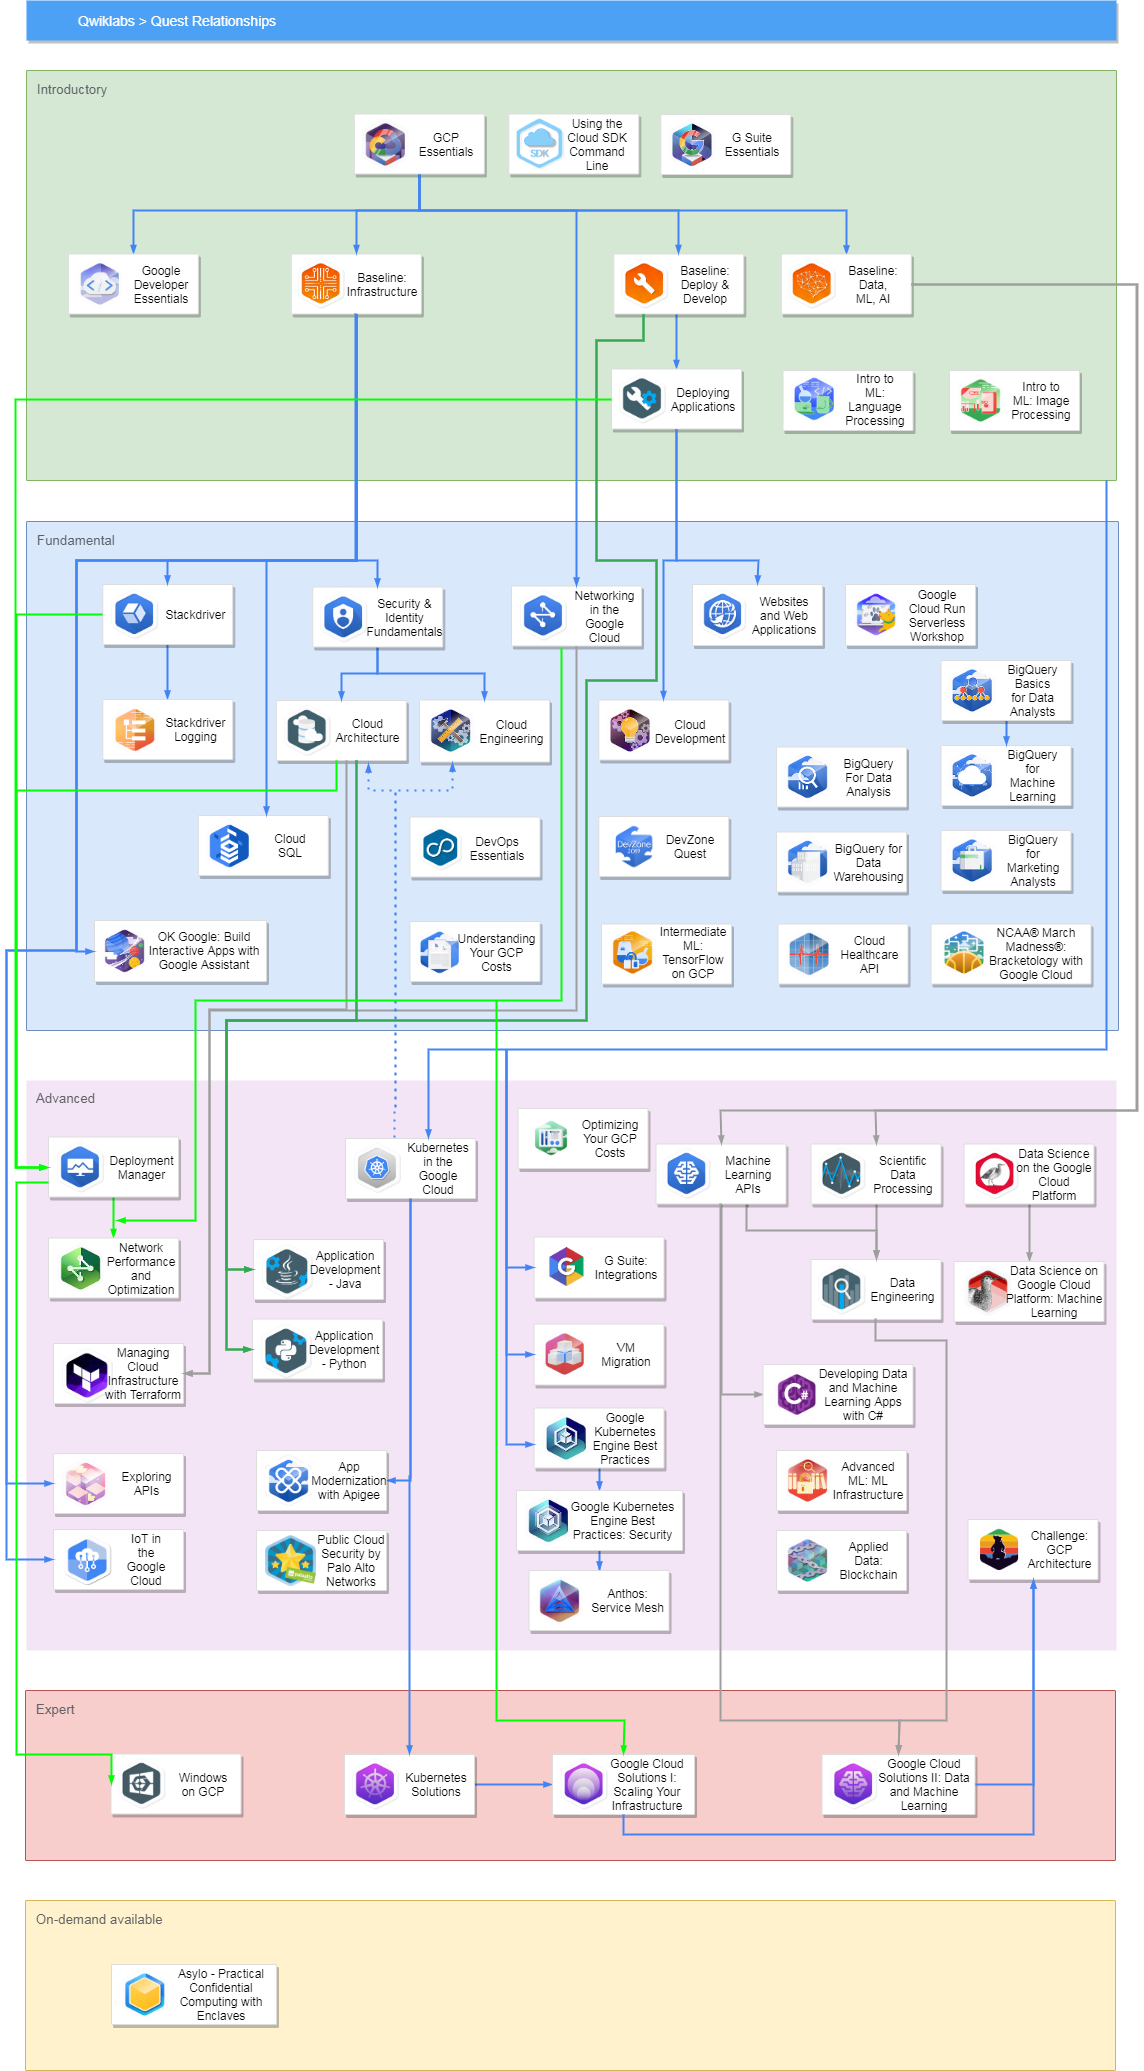 Qwiklabs > Quest Relationships
Introductory
GCP
Essentials
SDK
Using the
Cloud SDK
Command
Line
G Suite
Essentials
Google
Developer
Essentials
Baseline:
Infrastructure
Baseline:
Deploy &
Develop
Baseline:
Data,
ML, AI
Deploying
Applications
Intro to
ML:
Language
Processing
Intro to
ML: Image
Processing
Fundamental
Stackdriver
Security &
Identity
Fundamentals
Networking
in the
Google
Cloud
Websites
and Web
Applications
Google
Cloud Run
Serverless
Workshop
Stackdriver
Logging
Cloud
Architecture
Cloud
Engineering
Cloud
Development
BigQuery
Basics
for Data
Analysts
BigQuery
For Data
Analysis
BigQuery
for
Machine
Learning
Cloud
SQL
DevOps
Essentials
DevZone
2019
DevZone
Quest
BigQuery for
Data
Warehousing
BigQuery
for
Marketing
Analysts
OK Google: Build
Interactive Apps with
Google Assistant
Understanding
Your GCP
Costs
Intermediate
ML:
TensorFlow
on GCP
Cloud
Healthcare
API
NCAA® March
Madness®:
Bracketology with
Google Cloud
Advanced
Deployment
Manager
Kubernetes
in the
Google
Cloud
Optimizing
Your GCP
Costs
Machine
Learning
APIs
Scientific
Data
Processing
Data Science
on the Google
Cloud
Platform
Network
Performance
and
Optimization
Application
Development
- Java
G Suite:
Integrations
Data
Engineering
Data Science on
Google Cloud
Platform: Machine
Learning
Managing
Cloud
Infrastructure
with Terraform
Application
Development
- Python
VM
Migration
C#
Developing Data
and Machine
Learning Apps
with C#
Exploring
APIs
App
Modernization
with Apigee
Google
Kubernetes
Engine Best
Practices
Advanced
ML: ML
Infrastructure
IoT in
the
Google
Cloud
paloalto
Public Cloud
Security by
Palo Alto
Networks
Google Kubernetes
Engine Best
Practices: Security
Applied
Data:
Blockchain
Challenge:
GCP
Architecture
Anthos:
Service Mesh
Expert
Windows
on GCP
Kubernetes
Solutions
Google Cloud
Solutions I:
Scaling Your
Infrastructure
Google Cloud
Solutions II: Data
and Machine
Learning
On-demand available
Asylo - Practical
Confidential
Computing with
Enclaves